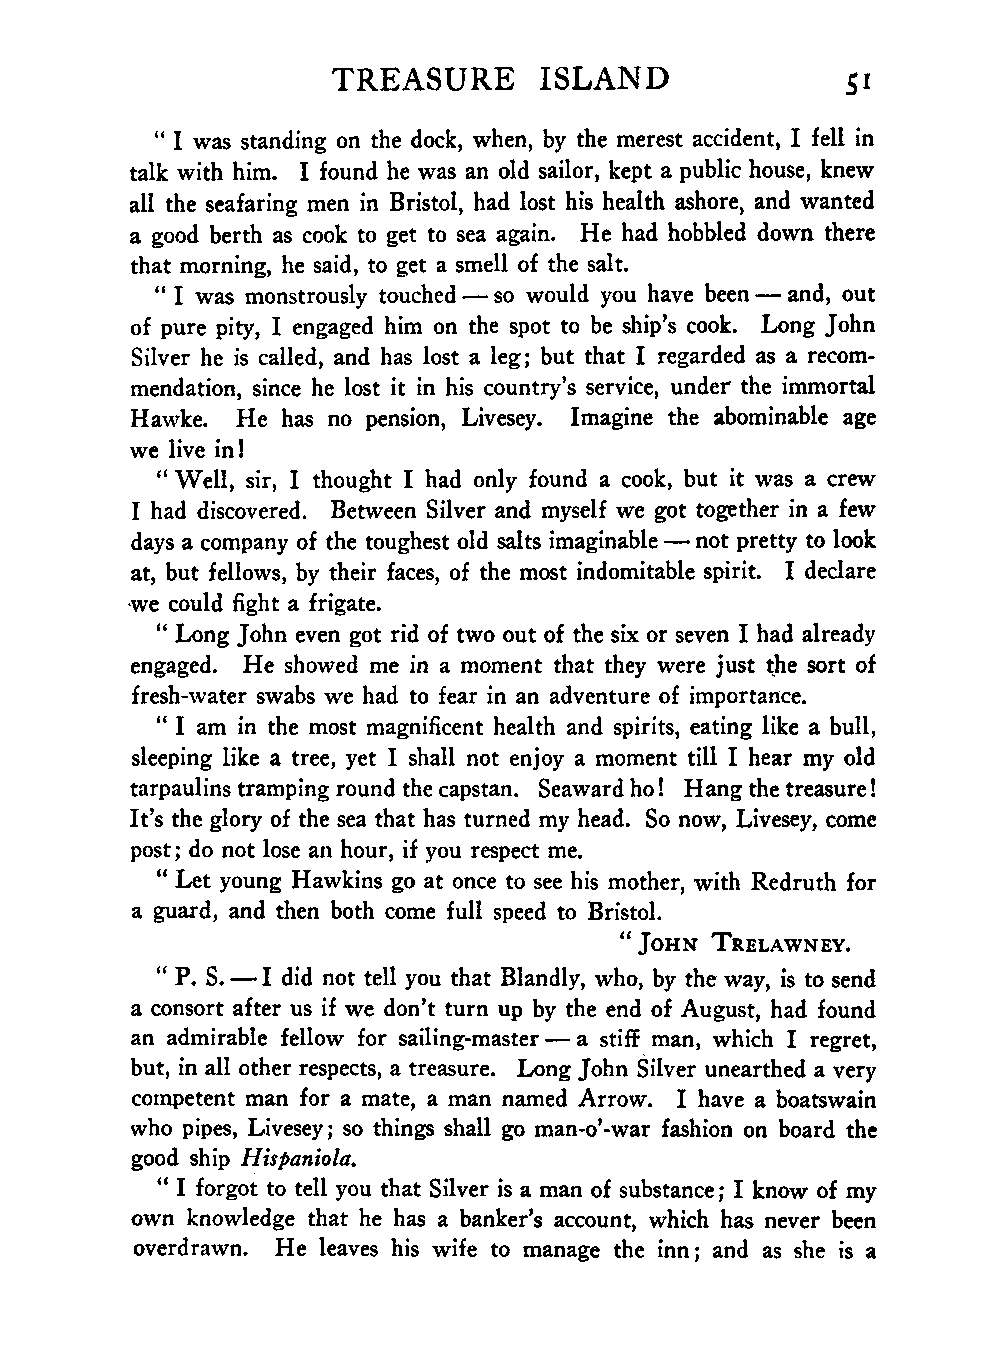 TREASURE ISLAND 51
“ I was standing on the dock, when, by the merest accident, I fell in
talk with him. I found he was an old sailor, kept a public house, knew
all the seafaring men in Bristol, had lost his health ashore, and wanted
a good berth as cook to get to sea again. He had hobbled down there
that morning, he said, to get a smell of the salt.
“ I was monstrously touched — so would you have been — and, out
of pure pity, I engaged him on the spot to be ship's cook. Long John
Silver he is called, and has lost a leg; but that I regarded as a recom-
mendation, since he lost it in his country's service, under the immortal
Hawke. He has no pension, Livesey. Imagine the abominable age
we live in!
“ Well, sir, I thought I had only found a cook, but it was a crew
I had discovered. Between Silver and myself we got together in a few
days a company of the toughest old salts imaginable — not pretty to look
at, but fellows, by their faces, of the most indomitable spirit. I declare
we could fight a frigate.
“ Long John even got rid of two out of the six or seven I had already
engaged. He showed me in a moment that they were just the sort of
fresh-water swabs we had to fear in an adventure of importance.
“ I am in the most magnificent health and spirits, eating like a bull,
sleeping like a tree, yet I shall not enjoy a moment till I hear my old
tarpaulins tramping round the capstan. Seaward ho! Hang the treasure!
It's the glory of the sea that has turned my head. So now, Livesey, come
post; do not lose an hour, if you respect me.
“ Let young Hawkins go at once to see his mother, with Redruth for
a guard, and then both come full speed to Bristol.
“ JOHN TRELAWNEY.
“ P. S. — I did not tell you that Blandly, who, by the way, is to send
a consort after us if we don't turn up by the end of August, had found
an admirable fellow for sailing-master — a stiff man, which I regret,
but, in all other respects, a treasure. Long John Silver unearthed a very
competent man for a mate, a man named Arrow. I have a boatswain
who pipes, Livesey; so things shall go man-o'-war fashion on board the
good ship Hispaniola.
“ I forgot to tell you that Silver is a man of substance; I know of my
own knowledge that he has a banker's account, which has never been
overdrawn. He leaves his wife to manage the inn; and as she is a